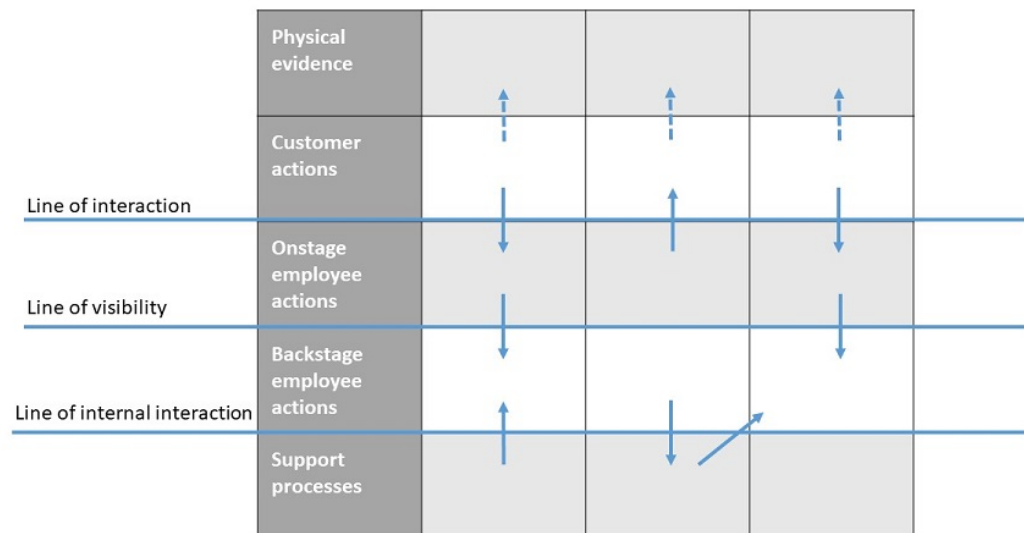 Physical
evidence
Customer
actions
Line of interaction
Onstage
employee
actions
Line of visibility
Backstage
employee
actions
Line of internal interaction
Support
processes